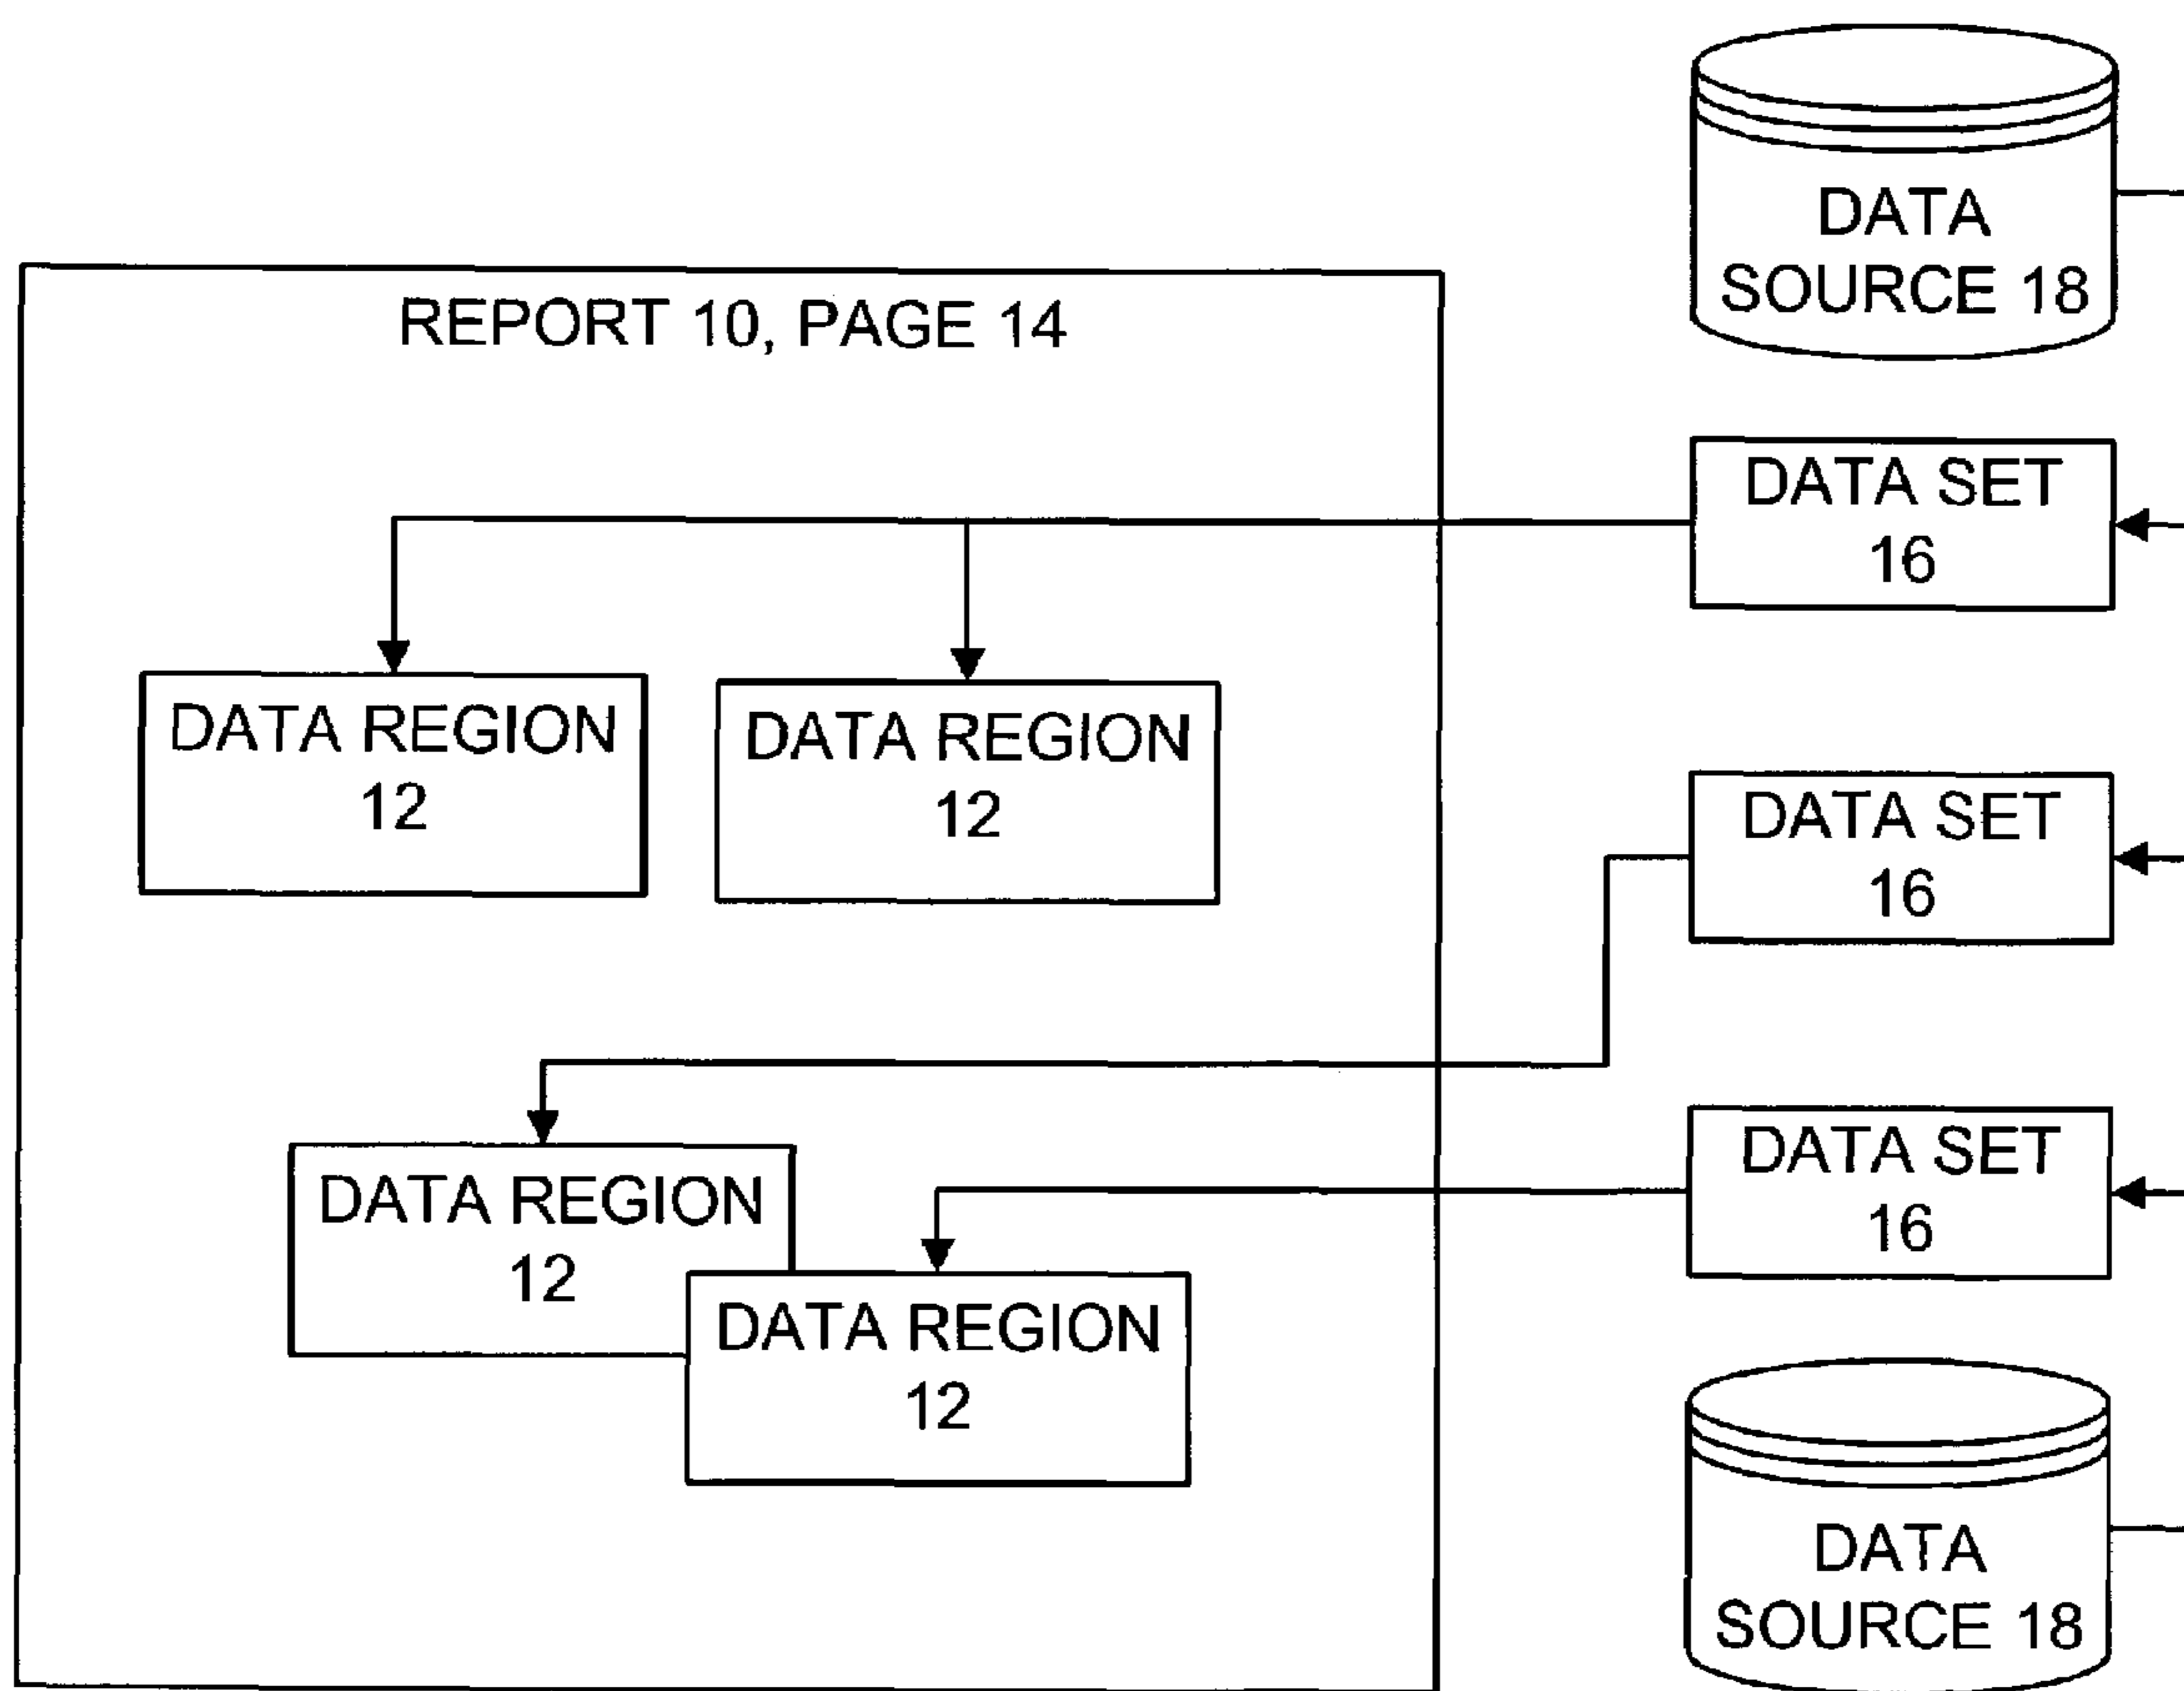 DATA
SOURCE 18
REPORT 10, PAGE 14
DATA SET
16
DATA REGION
12
DATA REGION
12
DATA SET
16
DATA SET
16
DATA REGION
12
DATA REGION
12
DATA
SOURCE 18